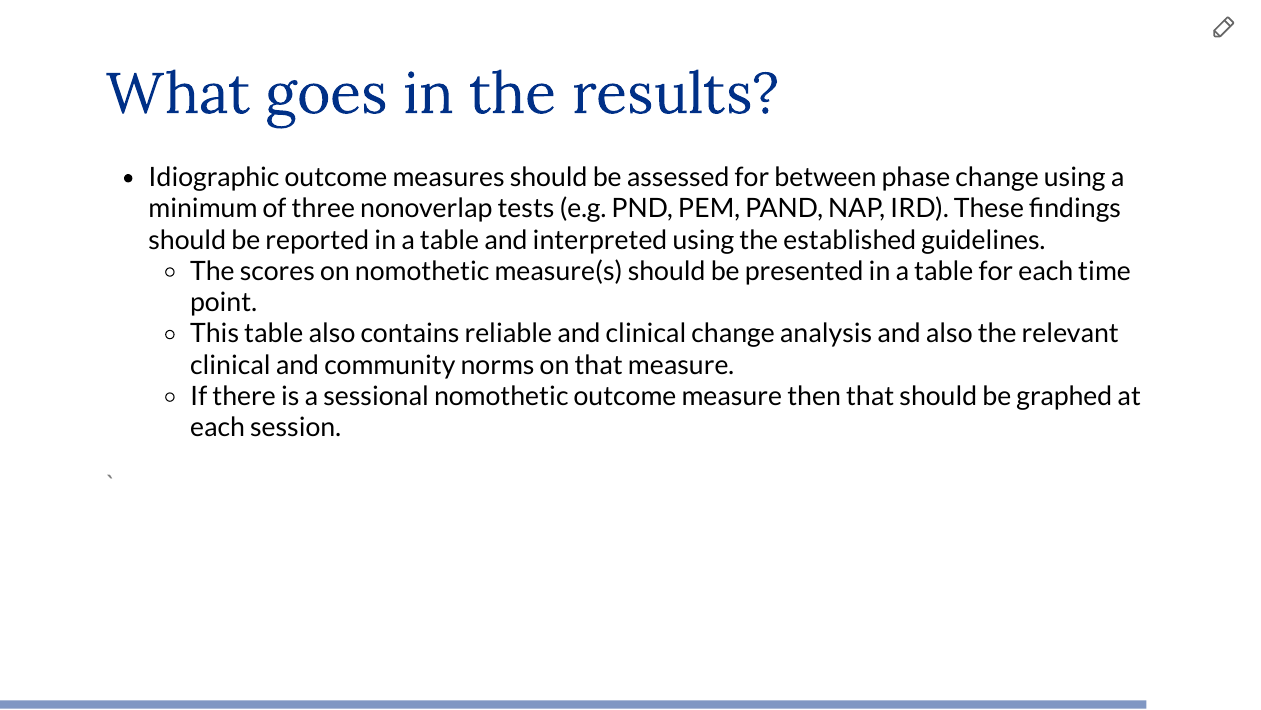 What goes in the results?
• Idiographic outcome measures should be assessed for between phase change using a
minimum of three nonoverlap tests (e.g. PND, PEM, PAND, NAP, IRD). These findings
should be reported in a table and interpreted using the established guidelines.
◦ The scores on nomothetic measure(s) should be presented in a table for each time
point.
◦ This table also contains reliable and clinical change analysis and also the relevant
clinical and community norms on that measure.
◦ If there is a sessional nomothetic outcome measure then that should be graphed at
each session.
`